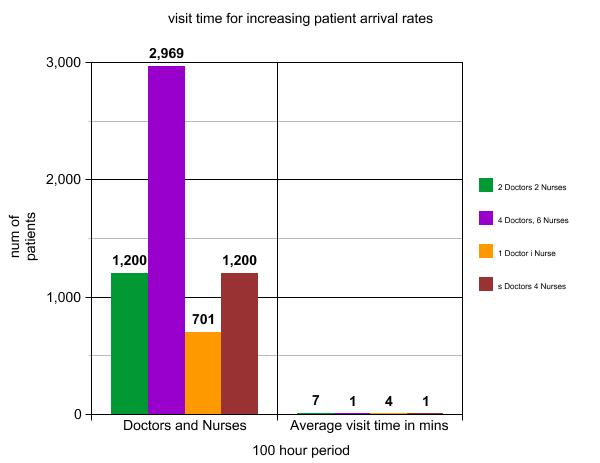 visit time for increasing patient arrival rates
3,000
2,000
1,000
0
num of
patients
2,969
1,200
701
1,200
7
1
4
1
Doctors and Nurses
Average visit time in mins
100 hour period
2 Doctors 2 Nurses
4 Doctors, 6 Nurses
1 Doctor i Nurse
s Doctors 4 Nurses